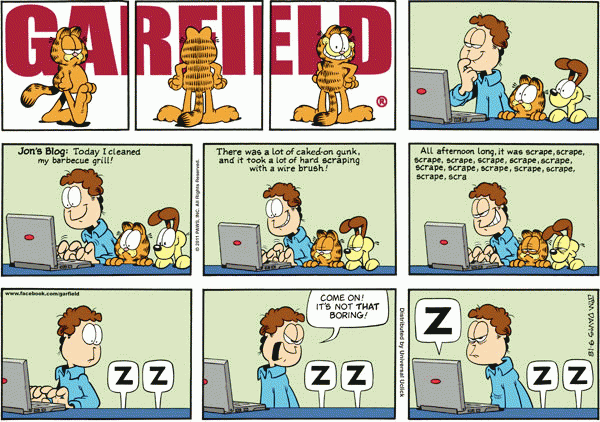 GARFIELD
®
Jon's Blog: Today I cleaned
my barbecue grill!
© 2011 PAWS, INC. All Rights Reserved.
There was a lot of caked-on gunk,
and it took a lot of hard scraping
with a wire brush!
All afternoon long, it was scrape, scrape,
scrape, scrape, scrape, scrape, scrape,
scrape, scrape, scrape, scrape, scrape,
scrape, scra
www.facebook.com/garfield
Z Z
COME ON!
IT'S NOT THAT
BORING!
Z Z
Distributed by Universal Uclick
Z
Z Z
JIM DAVIS 9-18